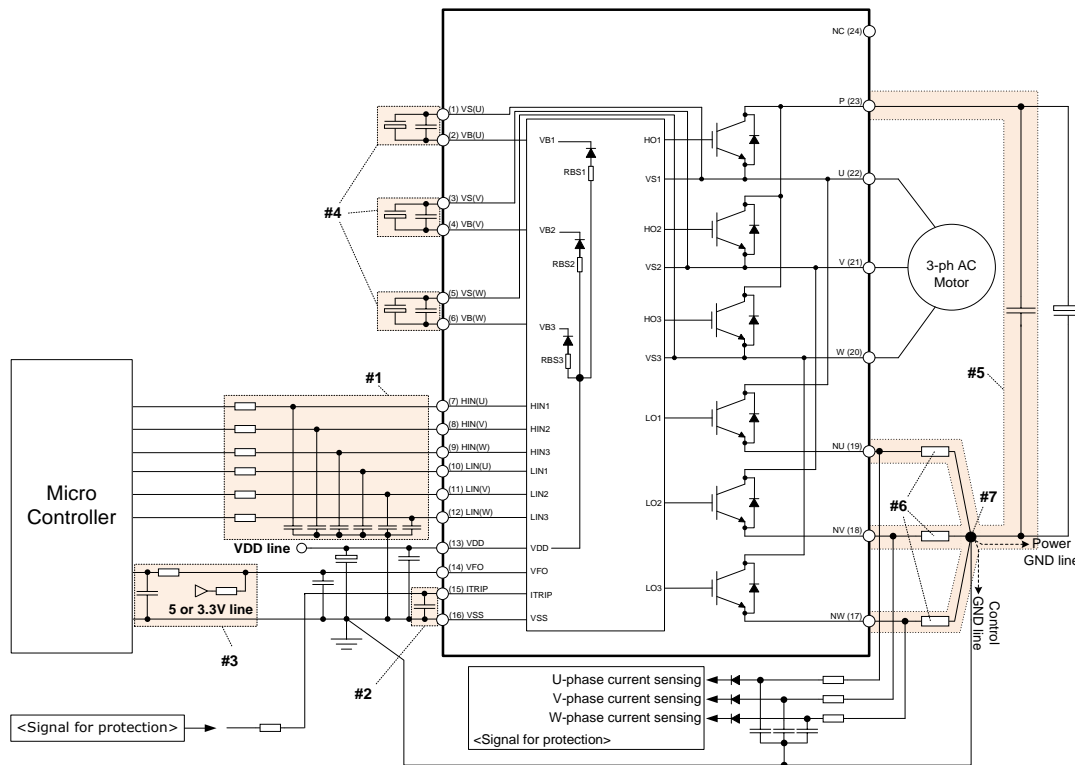 NC (24)
P (23)
(1) VS(U)
(2) VB(U)
VB1
HO1
RBS1
VS1
U (22)
(3) VS(V)
#4
(4) VB(V)
VB2
HO2
RBS2
VS2
V (21)
3-ph AC
Motor
(5) VS(W)
(6) VB(W)
VB3
HO3
RBS3
VS3
W (20)
#5
#1
(7) HIN(U)
HIN1
LO1
(8) HIN(V)
HIN2
(9) HIN(W)
HIN3
NU (19)
(10) LIN(U)
LIN1
Micro
Controller
(11) LIN(V)
LIN2
LO2
#6
#7
(12) LIN(W)
LIN3
NV (18)
VDD line
(13) VDD
VDD
Power
GND line
(14) VFO
VFO
5 or 3.3V line
(15) ITRIP
ITRIP
LO3
(16) VSS
VSS
NW (17)
Control
GND line
#3
#2
U-phase current sensing
V-phase current sensing
W-phase current sensing
<Signal for protection>
<Signal for protection>